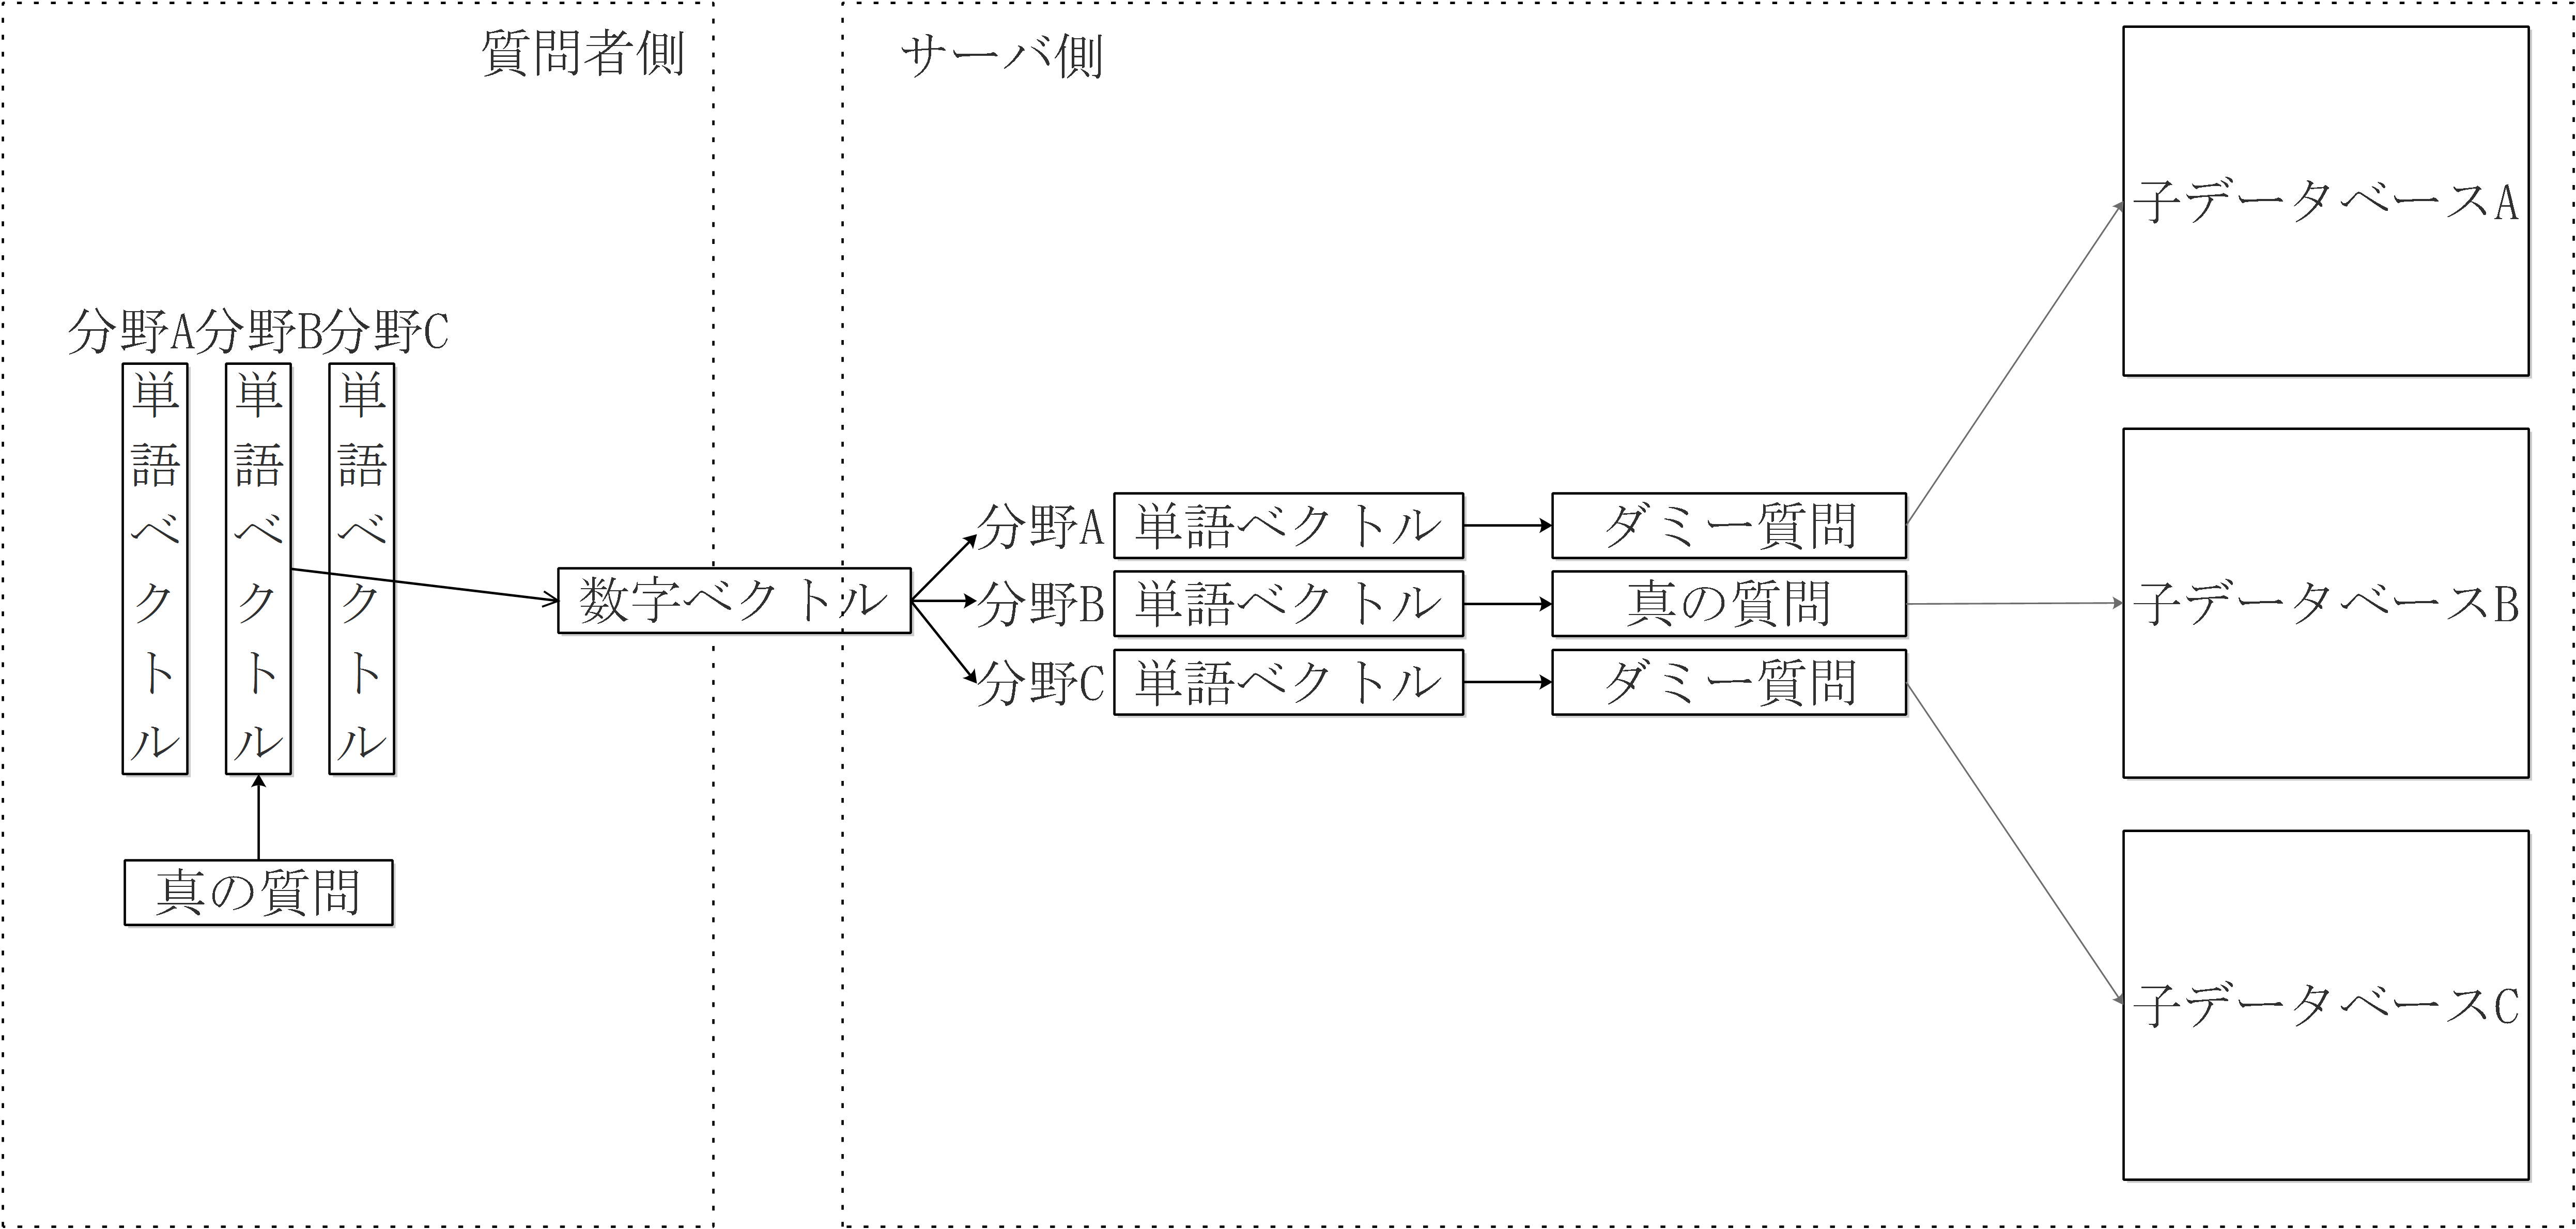 質問者側
サーバ側
分野A
分野B
分野C
単語ベクトル
単語ベクトル
単語ベクトル
真の質問
数字ベクトル
分野A
単語ベクトル
ダミー質問
分野B
単語ベクトル
真の質問
分野C
単語ベクトル
ダミー質問
子データベースA
子データベースB
子データベースC